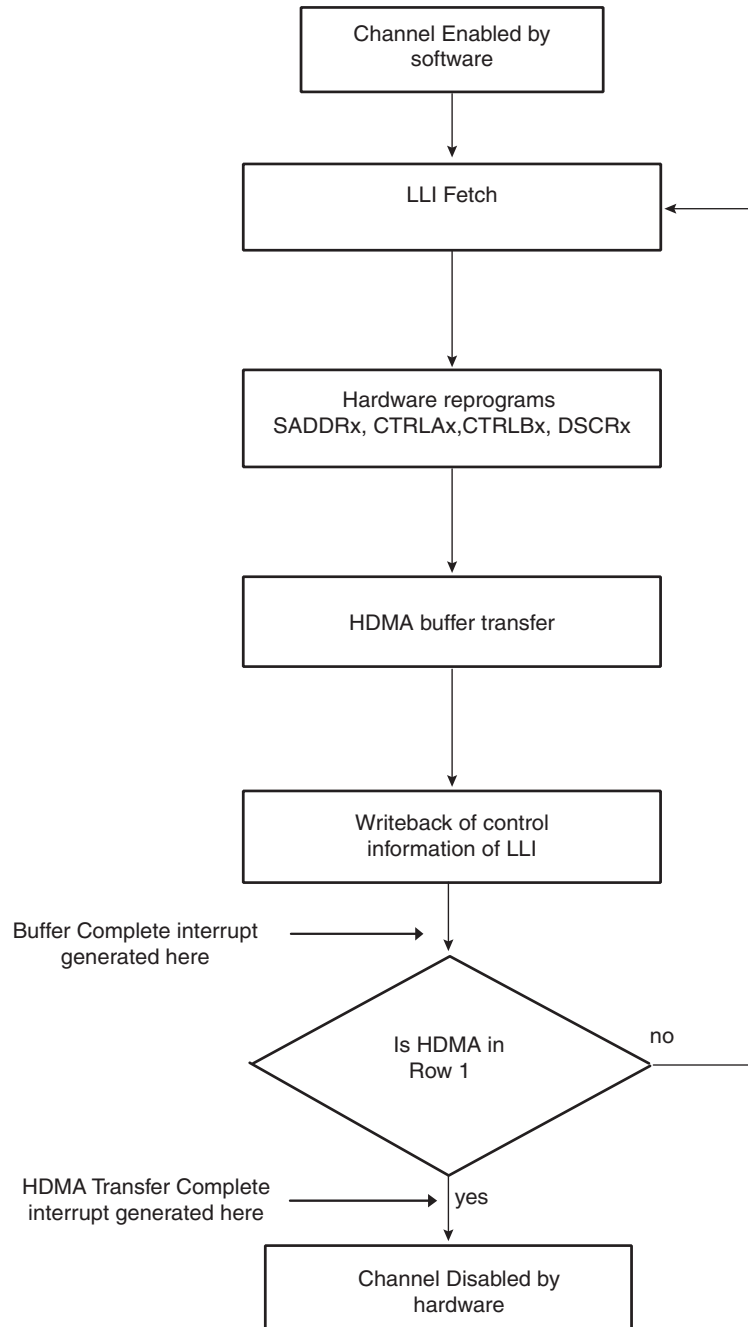 Channel Enabled by
software
LLI Fetch
Hardware reprograms
SADDRx, CTRLAx,CTRLBx, DSCRx
HDMA buffer transfer
Writeback of control
information of LLI
Buffer Complete interrupt
generated here
Is HDMA in
Row 1
no
HDMA Transfer Complete
interrupt generated here
yes
Channel Disabled by
hardware